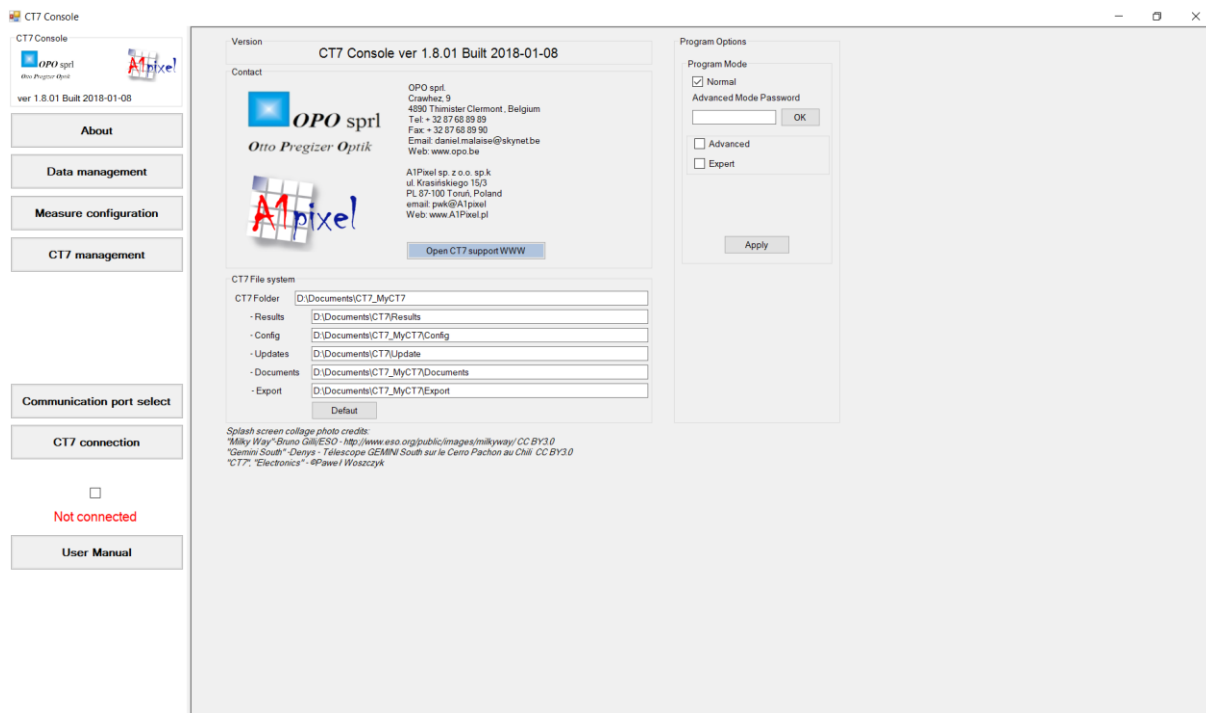 CT7 Console
CT7 Console
OPO sprl
Otto Pregizer Optik
A1pixel
ver 1.8.01 Built 2018-01-08
About
Data management
Measure configuration
CT7 management
Communication port select
CT7 connection
Not connected
User Manual
Version
CT7 Console ver 1.8.01 Built 2018-01-08
Contact
OPO sprl
Otto Pregizer Optik
OPO sprl.
Crawhez, 9
4890 Thimister Clermont , Belgium
Tel: + 32 87 68 89 89
Fax: + 32 87 68 89 90
Email: daniel.malaise@skynet.be
Web: www.opo.be
A1pixel
A1Pixel sp. z o.o. sp.k
ul. Krasińskiego 15/3
PL 87-100 Toruń, Poland
email: pwk@A1pixel
Web: www.A1Pixel.pl
Open CT7 support WWW
CT7 File system
CT7 Folder D:\Documents\CT7_MyCT7
- Results D:\Documents\CT7\Results
- Config D:\Documents\CT7_MyCT7\Config
- Updates D:\Documents\CT7\Update
- Documents D:\Documents\CT7_MyCT7\Documents
- Export D:\Documents\CT7_MyCT7\Export
Defaut
Splash screen collage photo credits:
"Milky Way"-Bruno Gilli/ESO - http://www.eso.org/public/images/milkyway/ CC BY3.0
"Gemini South" -Denys - Télescope GEMINI South sur le Cerro Pachon au Chili CC BY3.0
"CT7", "Electronics" - ©Paweł Woszczyk
Program Options
Program Mode
Normal
Advanced Mode Password
OK
Advanced
Expert
Apply